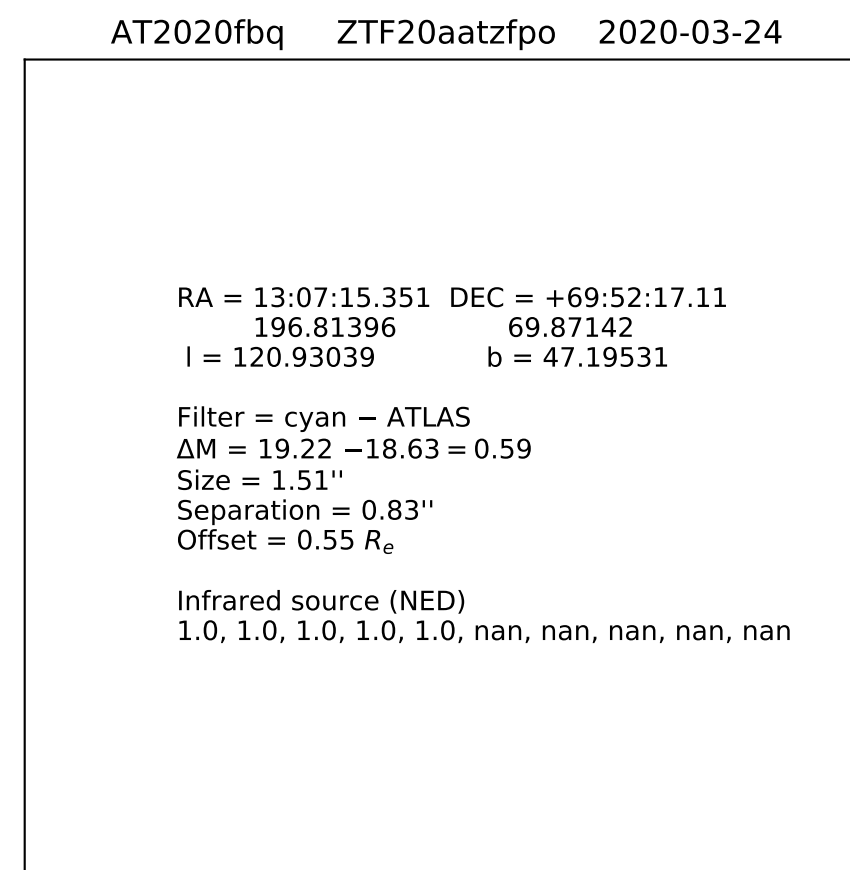 AT2020fbq ZTF20aatzfpo 2020-03-24
RA = 13:07:15.351 DEC = +69:52:17.11
196.81396 69.87142
l = 120.93039 b = 47.19531
Filter = cyan − ATLAS
ΔM = 19.22 −18.63 = 0.59
Size = 1.51''
Separation = 0.83''
Offset = 0.55 Rₑ
Infrared source (NED)
1.0, 1.0, 1.0, 1.0, 1.0, nan, nan, nan, nan, nan